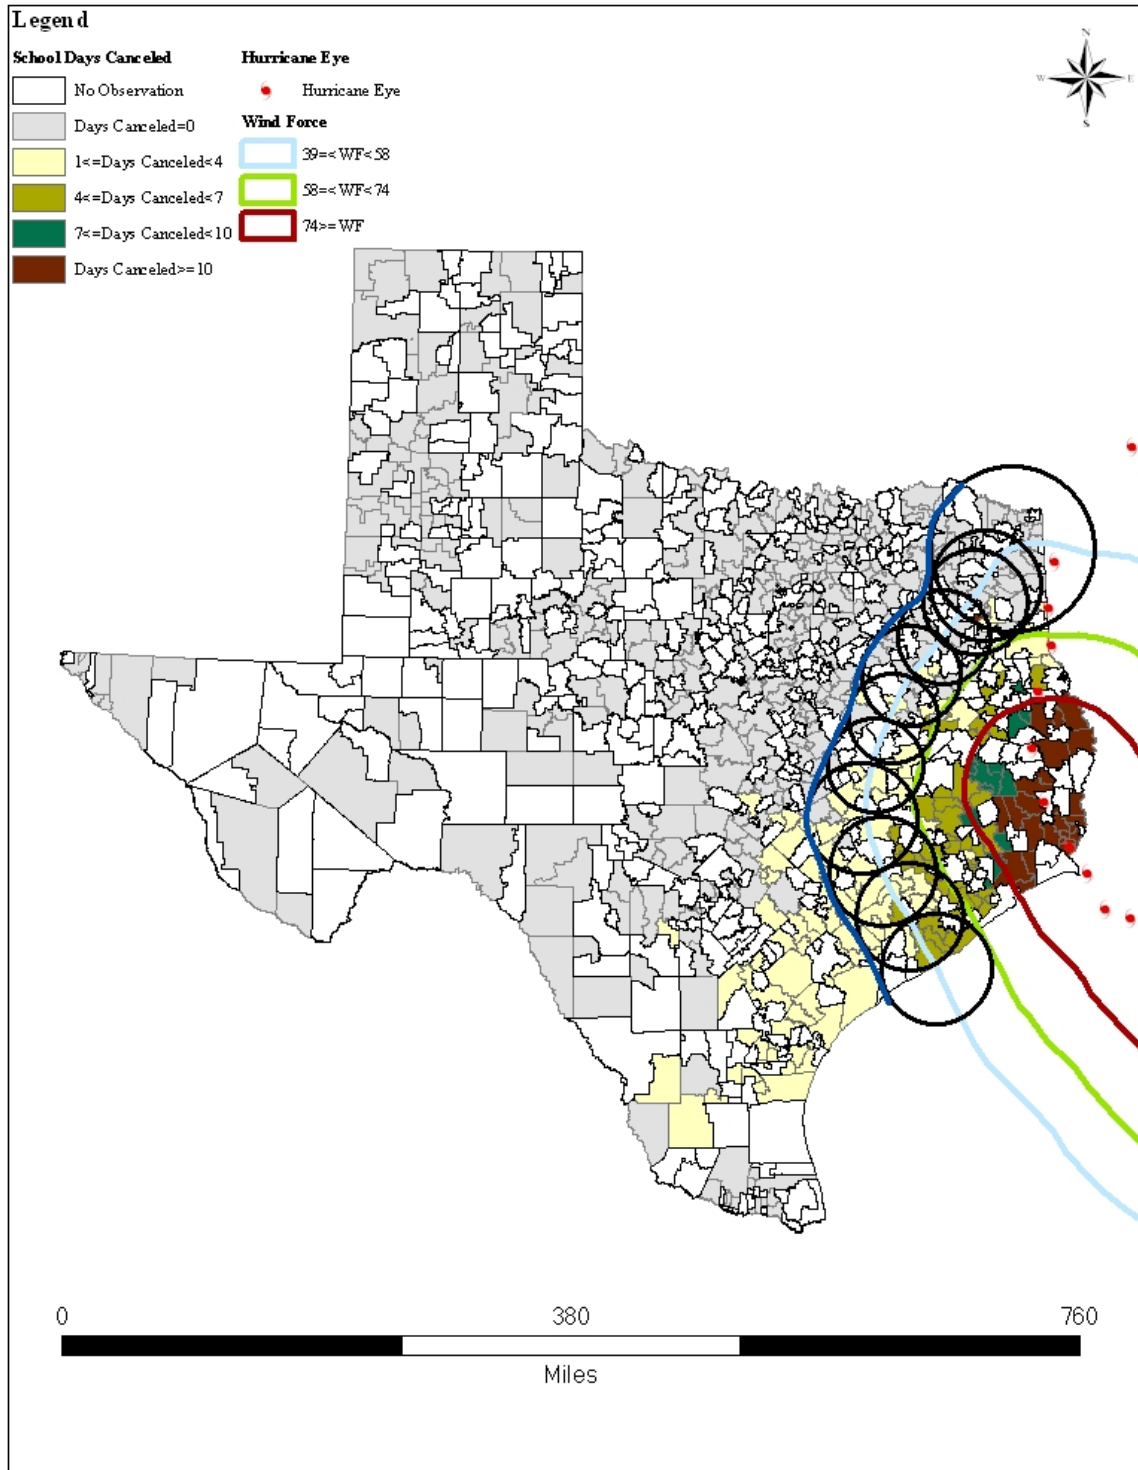 Legend
School Days Canceled
No Observation
Days Canceled=0
1<=Days Canceled<4
4<=Days Canceled<7
7<=Days Canceled<10
Days Canceled>=10
Hurricane Eye
Hurricane Eye
Wind Force
39=<WF<58
58=<WF<74
74>=WF
N
W E
S
0 380 760
Miles